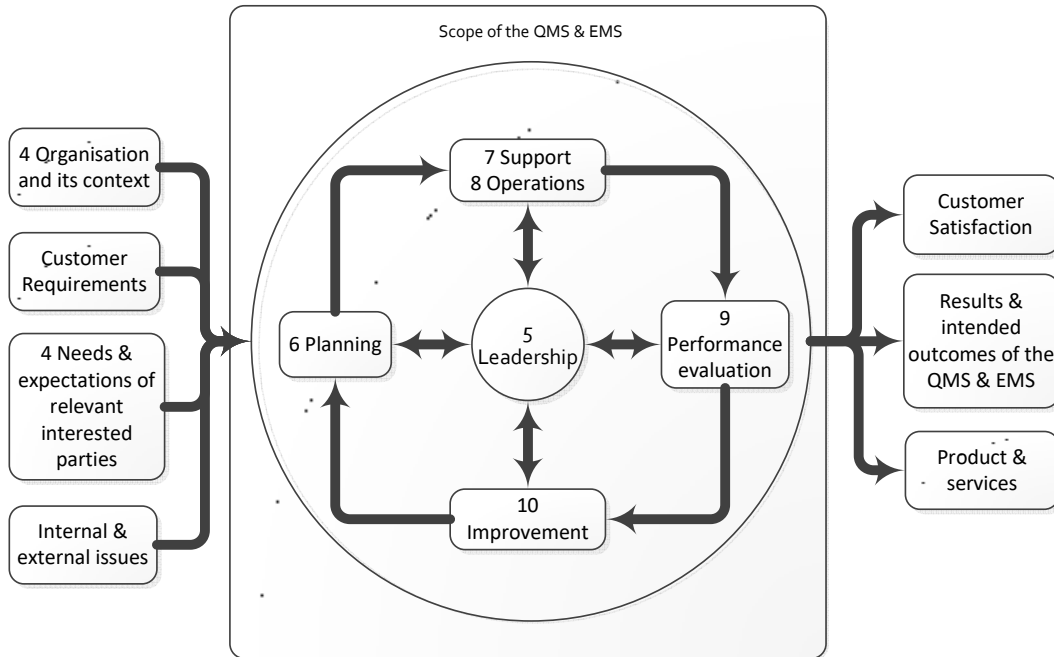 Scope of the QMS & EMS
4 Organisation
and its context
Customer
Requirements
4 Needs &
expectations of
relevant
interested
parties
Internal &
external issues
7 Support
8 Operations
6 Planning
5
Leadership
9
Performance
evaluation
10
Improvement
Customer
Satisfaction
Results &
intended
outcomes of the
QMS & EMS
Product &
services